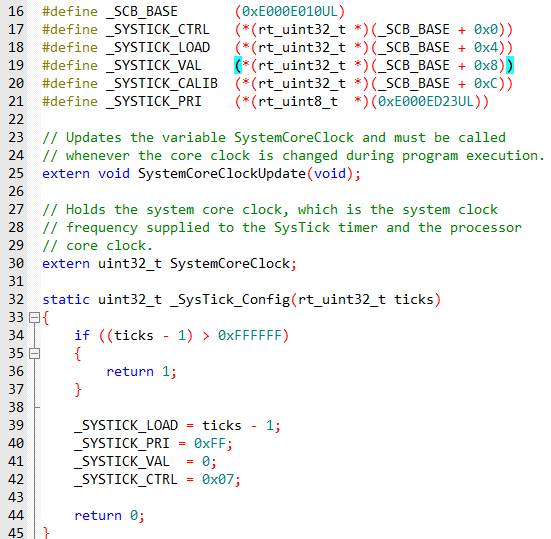 16 #define _SCB_BASE       (0xE000E010UL)
17 #define _SYSTICK_CTRL   (*(rt_uint32_t *)(_SCB_BASE + 0x0))
18 #define _SYSTICK_LOAD   (*(rt_uint32_t *)(_SCB_BASE + 0x4))
19 #define _SYSTICK_VAL    (*(rt_uint32_t *)(_SCB_BASE + 0x8))
20 #define _SYSTICK_CALIB  (*(rt_uint32_t *)(_SCB_BASE + 0xC))
21 #define _SYSTICK_PRI    (*(rt_uint8_t  *)(0xE000ED23UL))
22
23 // Updates the variable SystemCoreClock and must be called
24 // whenever the core clock is changed during program execution.
25 extern void SystemCoreClockUpdate(void);
26
27 // Holds the system core clock, which is the system clock
28 // frequency supplied to the SysTick timer and the processor
29 // core clock.
30 extern uint32_t SystemCoreClock;
31
32 static uint32_t _SysTick_Config(rt_uint32_t ticks)
33 {
34     if ((ticks - 1) > 0xFFFFFF)
35     {
36         return 1;
37     }
38
39     _SYSTICK_LOAD = ticks - 1;
40     _SYSTICK_PRI = 0xFF;
41     _SYSTICK_VAL  = 0;
42     _SYSTICK_CTRL = 0x07;
43
44     return 0;
45 }